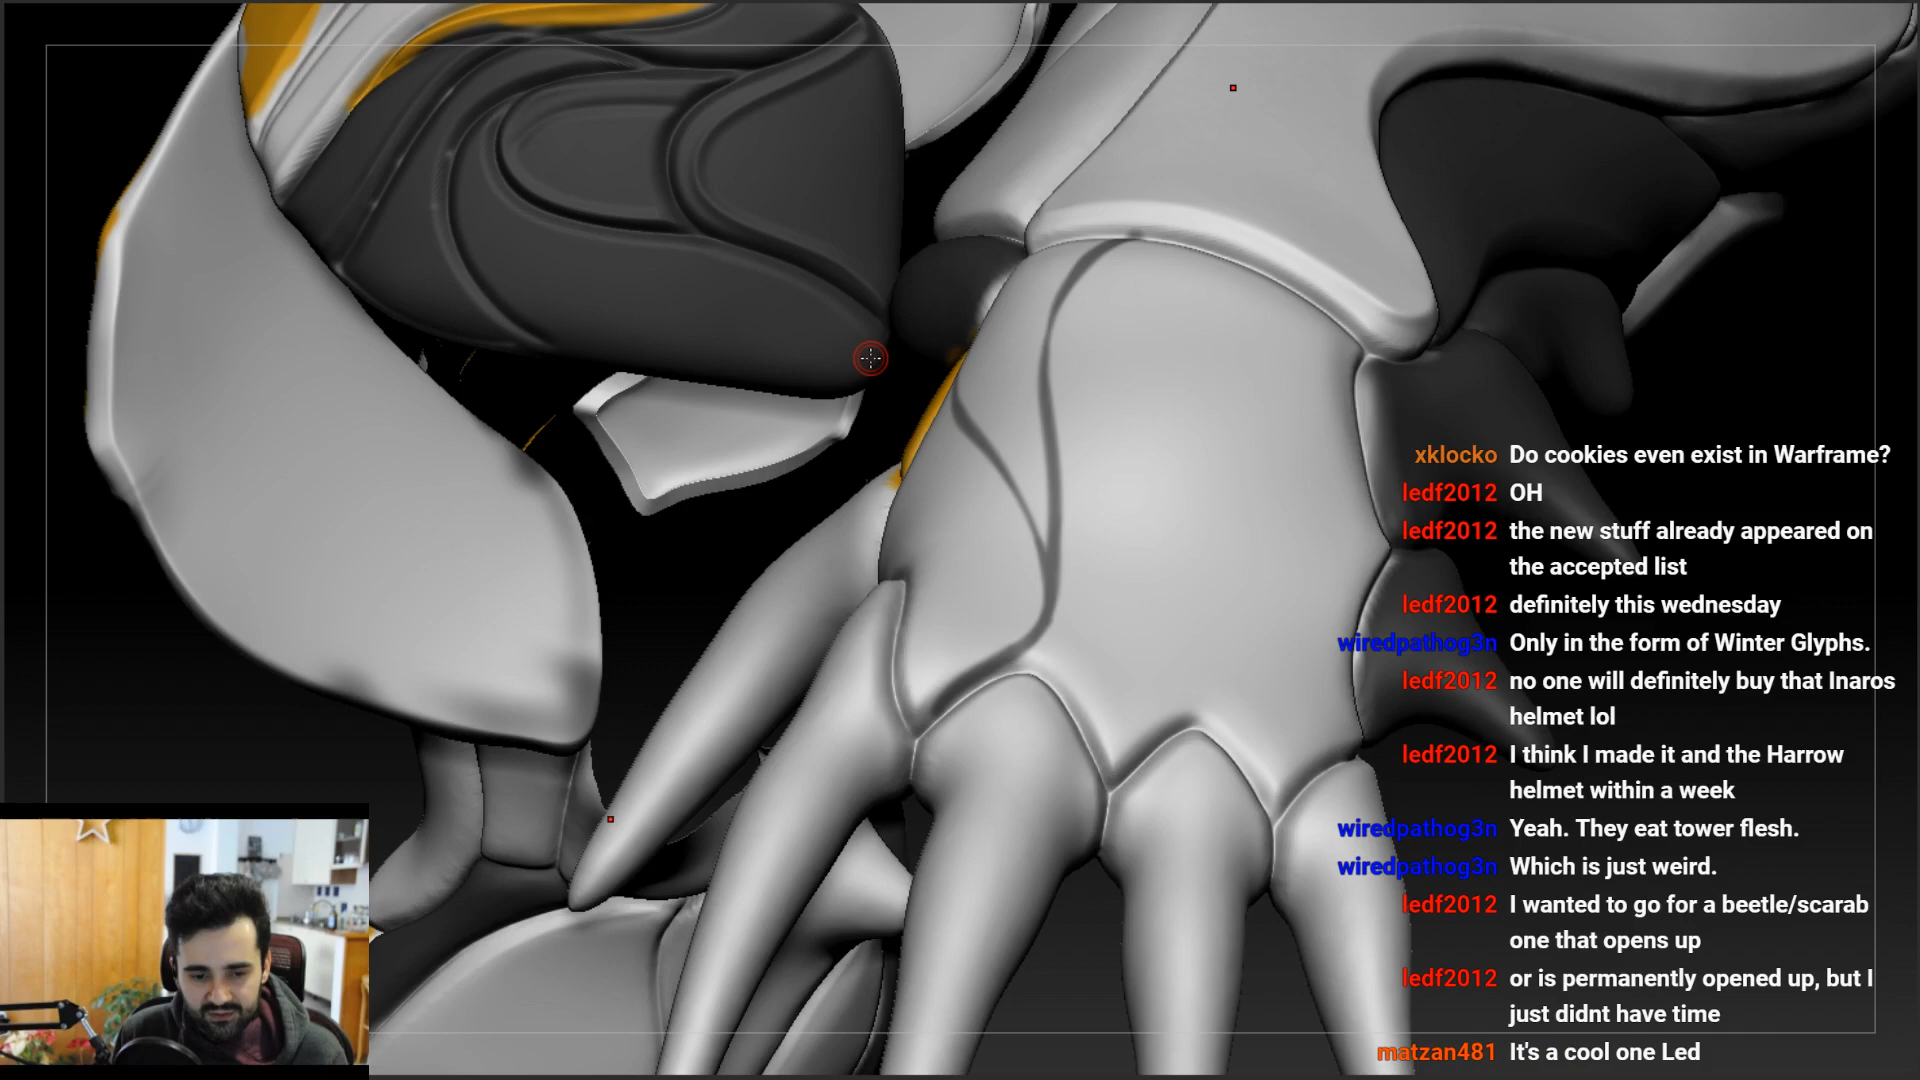 xklocko Do cookies even exist in Warframe?
ledf2012 OH
ledf2012 the new stuff already appeared on
the accepted list
ledf2012 definitely this wednesday
wiredpathog3n Only in the form of Winter Glyphs.
ledf2012 no one will definitely buy that Inaros
helmet lol
ledf2012 I think I made it and the Harrow
helmet within a week
wiredpathog3n Yeah. They eat tower flesh.
wiredpathog3n Which is just weird.
ledf2012 I wanted to go for a beetle/scarab
one that opens up
ledf2012 or is permanently opened up, but I
just didnt have time
matzan481 It's a cool one Led